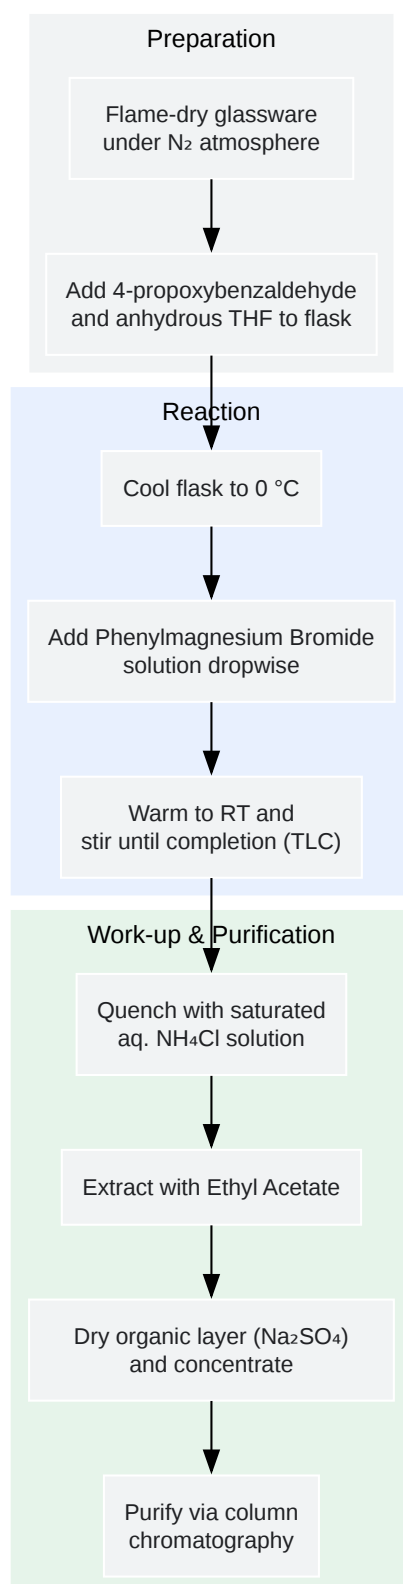 Preparation
Flame-dry glassware
under N₂ atmosphere
Add 4-propoxybenzaldehyde
and anhydrous THF to flask
Reaction
Cool flask to 0 °C
Add Phenylmagnesium Bromide
solution dropwise
Warm to RT and
stir until completion (TLC)
Work-up & Purification
Quench with saturated
aq. NH₄Cl solution
Extract with Ethyl Acetate
Dry organic layer (Na₂SO₄)
and concentrate
Purify via column
chromatography